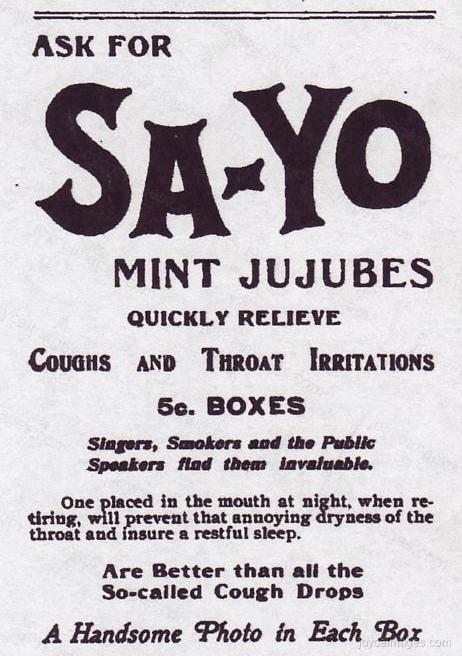 ASK FOR
SA-YO
MINT JUJUBES
QUICKLY RELIEVE
COUGHS AND THROAT IRRITATIONS
5c. BOXES
Singers, Smokers and the Public
Speakers find them invaluable.
One placed in the mouth at night, when re-
tiring, will prevent that annoying dryness of the
throat and insure a restful sleep.
Are Better than all the
So-called Cough Drops
A Handsome Photo in Each Box
joyceimages.com